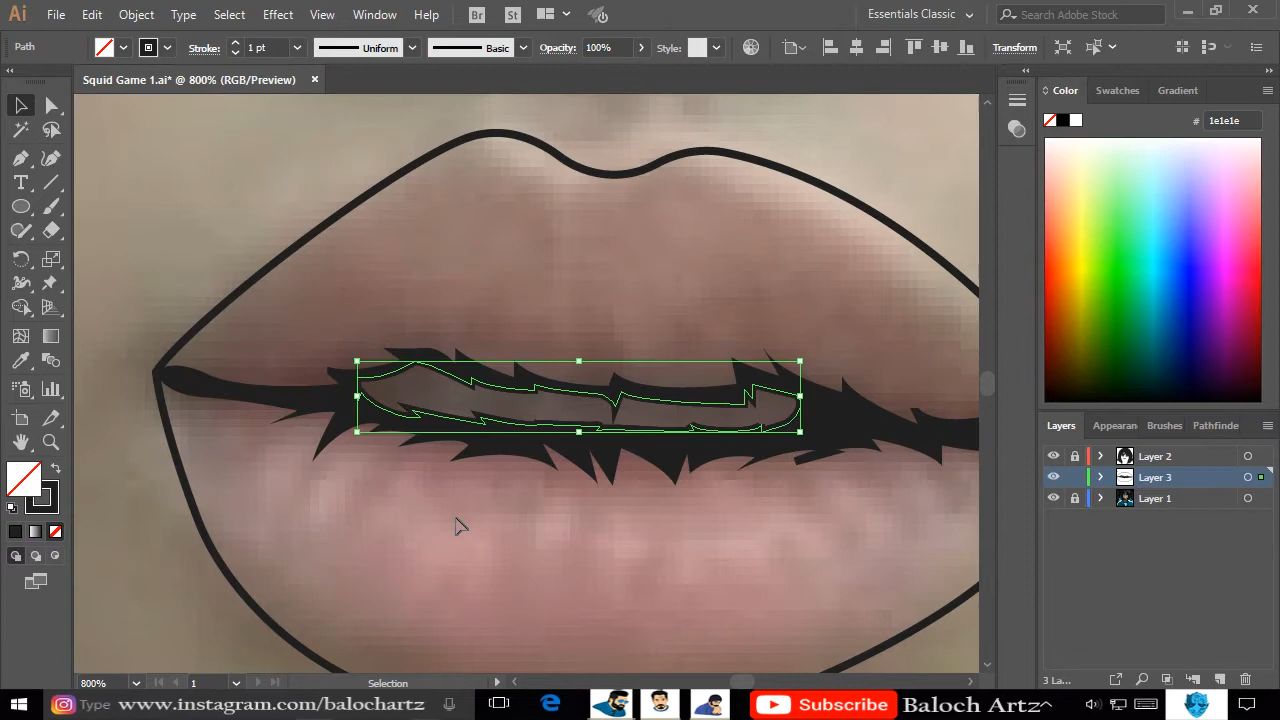 Ai File Edit Object Type Select Effect View Window Help Br St Essentials Classic Search Adobe Stock
Path Stroke: 1 pt Uniform Basic Opacity: 100% Style: Transform
Squid Game 1.ai* @ 800% (RGB/Preview)
Color Swatches Gradient
# 1e1e1e
Layers Appearan Brushes Pathfinde
Layer 2
Layer 3
Layer 1
3 La...
800% 1 Selection
Type www.instagram.com/balochartz Subscribe Baloch Artz